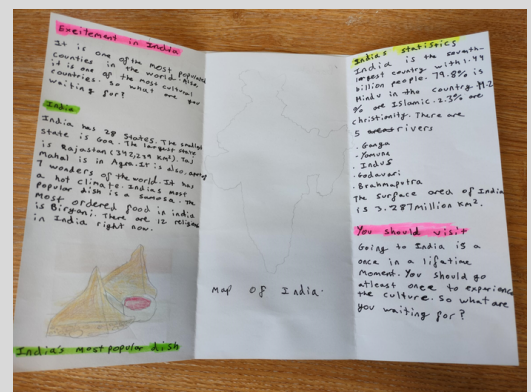 Excitement in India
It is one of the most populated
counties in the world. Also
it is one of the most cultural
countries. So what are you
waiting for?
India
India has 28 States. The smallest
state is Goa. The largest state
is Rajastan (342,239 Km²). Taj
Mahal is in Agra. It is also among
7 wonders of the world. It has
a hot climate. India's most
popular dish is a samosa. The
most ordered food in india
is Biryani. There are 12 religions
in India right now.
India's most popular dish
Map of India.
India's statistics
India is the seventh
largest country with 1.44
billion people. 79.8% is
Hindu in the country 14.2
% are Islamic. 2.3% are
christionity. There are
5 rivers
· Ganga
· Yamuna
· Indus
· Godavari
· Brahmaputra
The surface area of India
is 3.287 million Km².
You should visit
Going to India is a
once in a lifetime
moment. You should go
atleast once to experience
the culture. So what are
you waiting for?